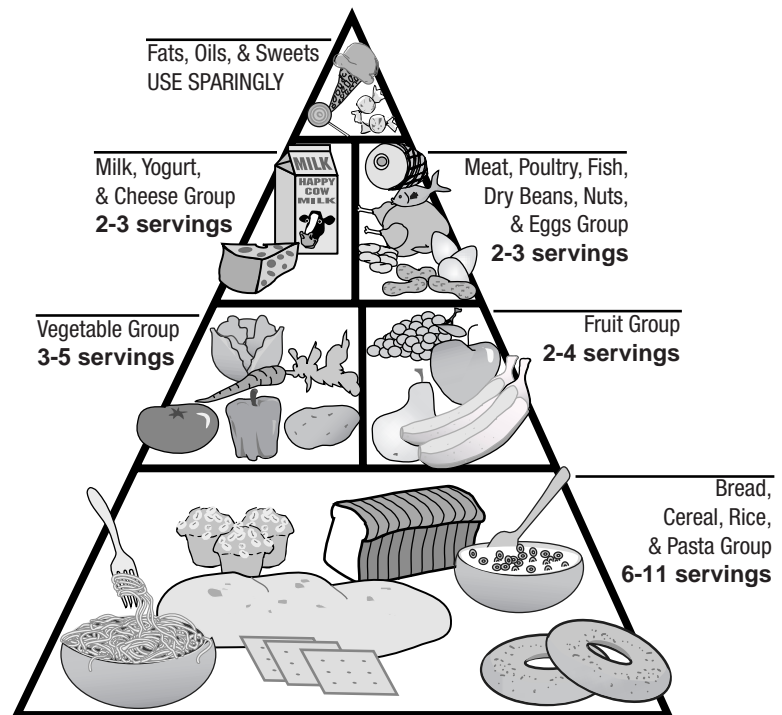 Fats, Oils, & Sweets
USE SPARINGLY
Milk, Yogurt,
& Cheese Group
2-3 servings
MILK
HAPPY
COW
MILK
Meat, Poultry, Fish,
Dry Beans, Nuts,
& Eggs Group
2-3 servings
Vegetable Group
3-5 servings
Fruit Group
2-4 servings
Bread,
Cereal, Rice,
& Pasta Group
6-11 servings